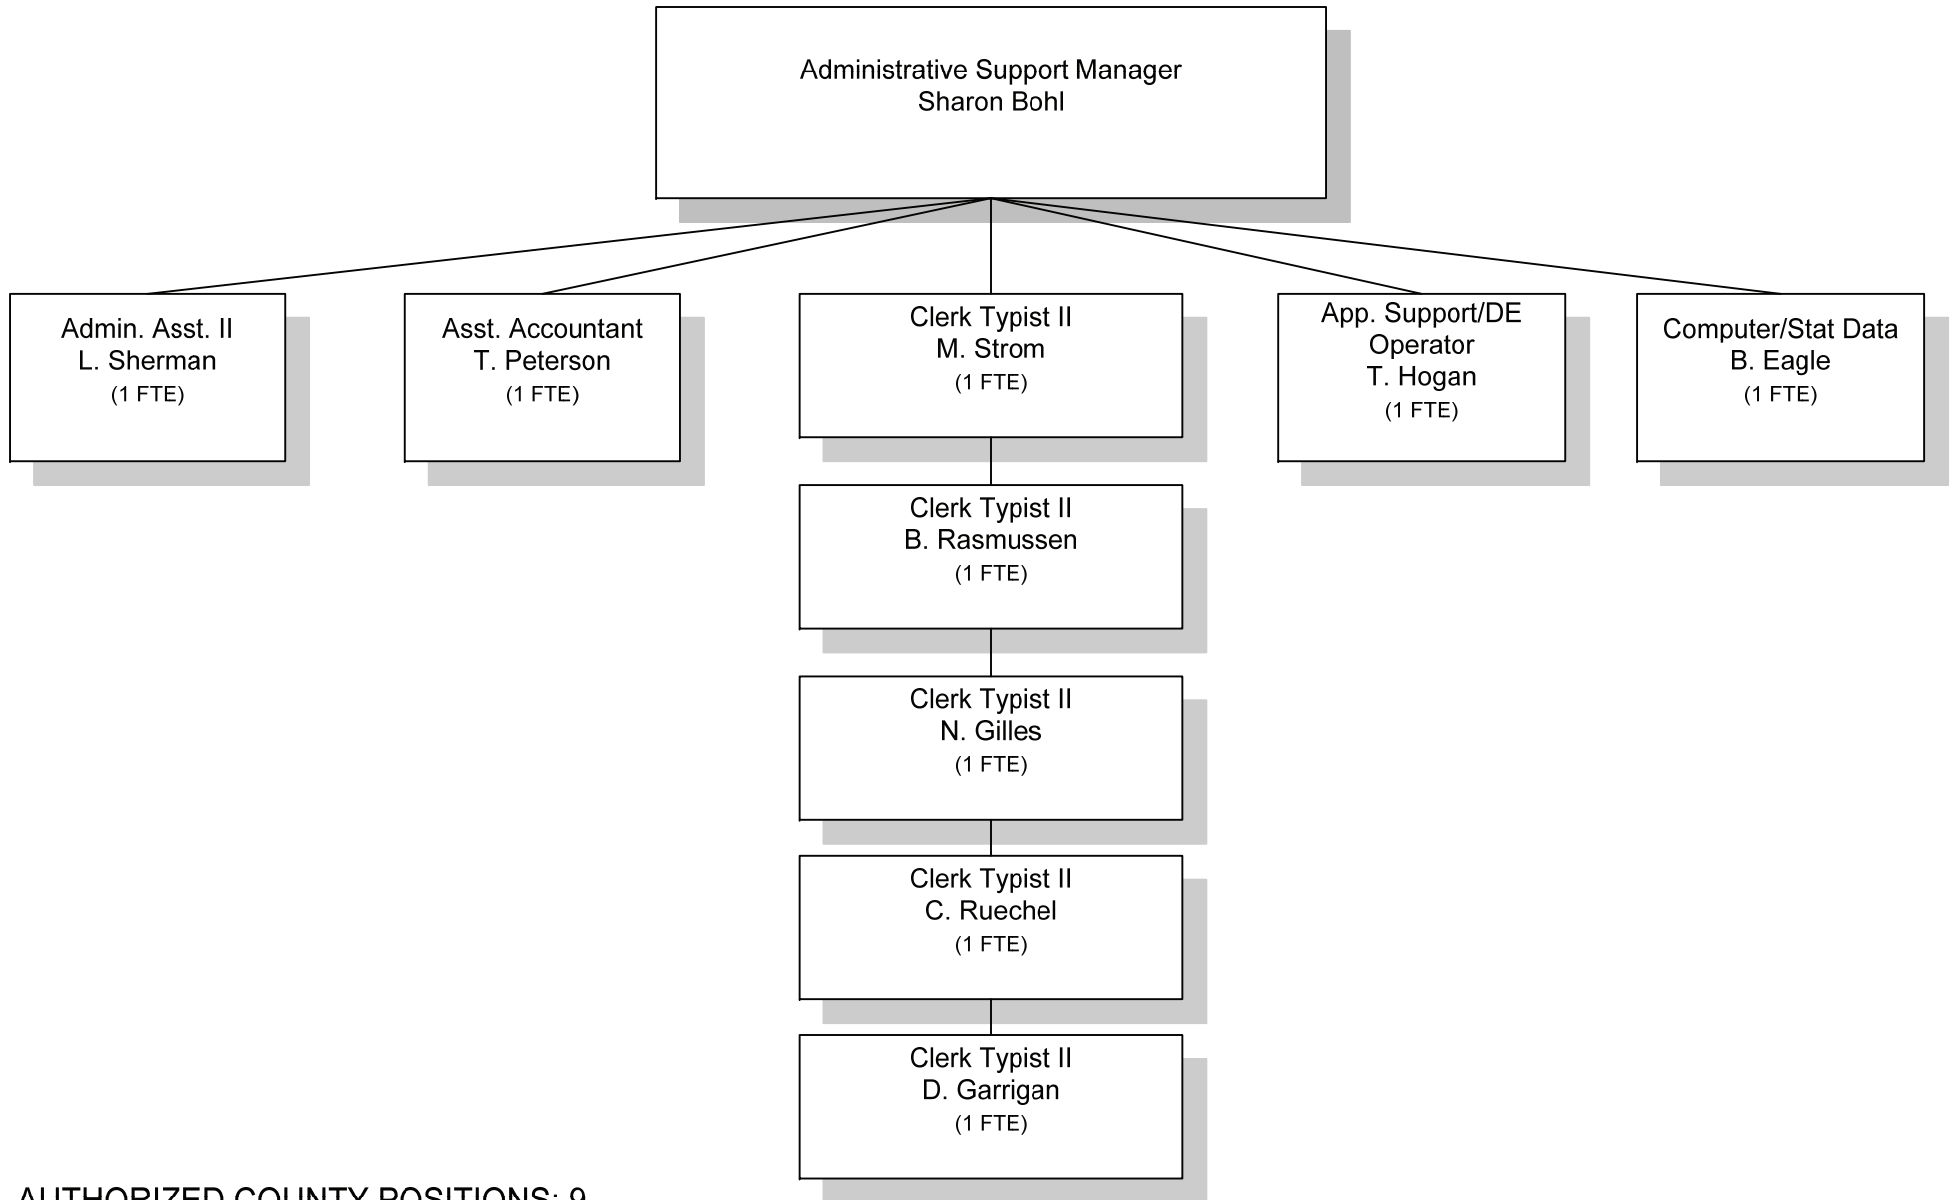 Administrative Support Manager
Sharon Bohl
Admin. Asst. II
L. Sherman
(1 FTE)
Asst. Accountant
T. Peterson
(1 FTE)
Clerk Typist II
M. Strom
(1 FTE)
App. Support/DE
Operator
T. Hogan
(1 FTE)
Computer/Stat Data
B. Eagle
(1 FTE)
Clerk Typist II
B. Rasmussen
(1 FTE)
Clerk Typist II
N. Gilles
(1 FTE)
Clerk Typist II
C. Ruechel
(1 FTE)
Clerk Typist II
D. Garrigan
(1 FTE)
AUTHORIZED COUNTY POSITIONS: 9